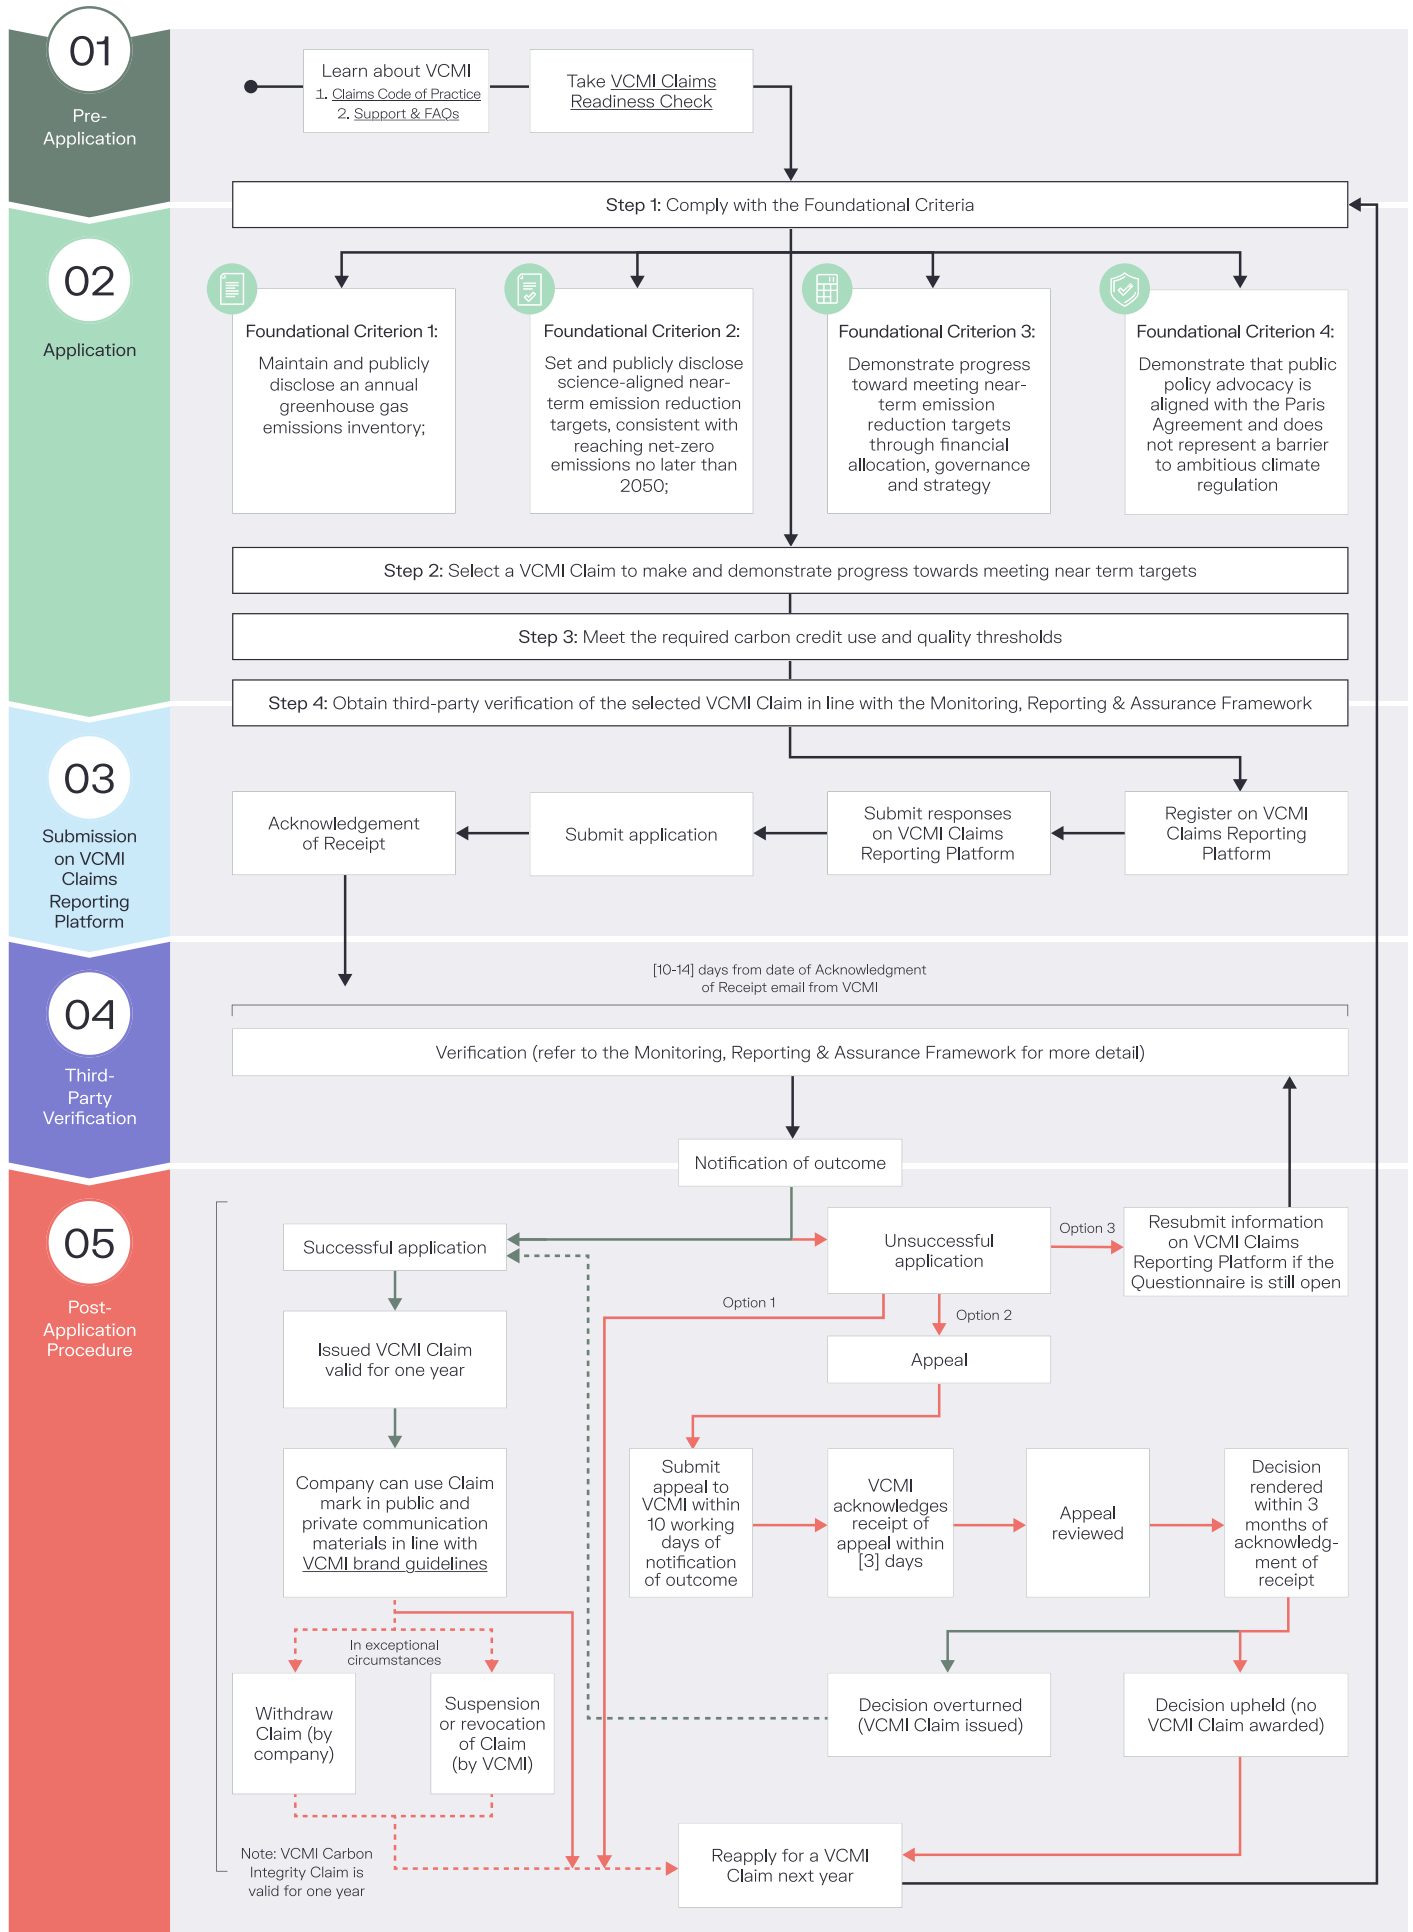 01
Pre-
Application
Learn about VCMI
1. Claims Code of Practice
2. Support & FAQs
Take VCMI Claims
Readiness Check
Step 1: Comply with the Foundational Criteria
02
Application
Foundational Criterion 1:
Maintain and publicly
disclose an annual
greenhouse gas
emissions inventory;
Foundational Criterion 2:
Set and publicly disclose
science-aligned near-
term emission reduction
targets, consistent with
reaching net-zero
emissions no later than
2050;
Foundational Criterion 3:
Demonstrate progress
toward meeting near-
term emission
reduction targets
through financial
allocation, governance
and strategy
Foundational Criterion 4:
Demonstrate that public
policy advocacy is
aligned with the Paris
Agreement and does
not represent a barrier
to ambitious climate
regulation
Step 2: Select a VCMI Claim to make and demonstrate progress towards meeting near term targets
Step 3: Meet the required carbon credit use and quality thresholds
Step 4: Obtain third-party verification of the selected VCMI Claim in line with the Monitoring, Reporting & Assurance Framework
03
Submission
on VCMI
Claims
Reporting
Platform
Acknowledgement
of Receipt
Submit application
Submit responses
on VCMI Claims
Reporting Platform
Register on VCMI
Claims Reporting
Platform
04
Third-
Party
Verification
[10-14] days from date of Acknowledgment
of Receipt email from VCMI
Verification (refer to the Monitoring, Reporting & Assurance Framework for more detail)
Notification of outcome
05
Post-
Application
Procedure
Successful application
Unsuccessful
application
Option 3
Resubmit information
on VCMI Claims
Reporting Platform if the
Questionnaire is still open
Option 1
Option 2
Issued VCMI Claim
valid for one year
Appeal
Company can use Claim
mark in public and
private communication
materials in line with
VCMI brand guidelines
Submit
appeal to
VCMI within
10 working
days of
notification
of outcome
VCMI
acknowledges
receipt of
appeal within
[3] days
Appeal
reviewed
Decision
rendered
within 3
months of
acknowledg-
ment of
receipt
In exceptional
circumstances
Withdraw
Claim (by
company)
Suspension
or revocation
of Claim
(by VCMI)
Decision overturned
(VCMI Claim issued)
Decision upheld (no
VCMI Claim awarded)
Note: VCMI Carbon
Integrity Claim is
valid for one year
Reapply for a VCMI
Claim next year